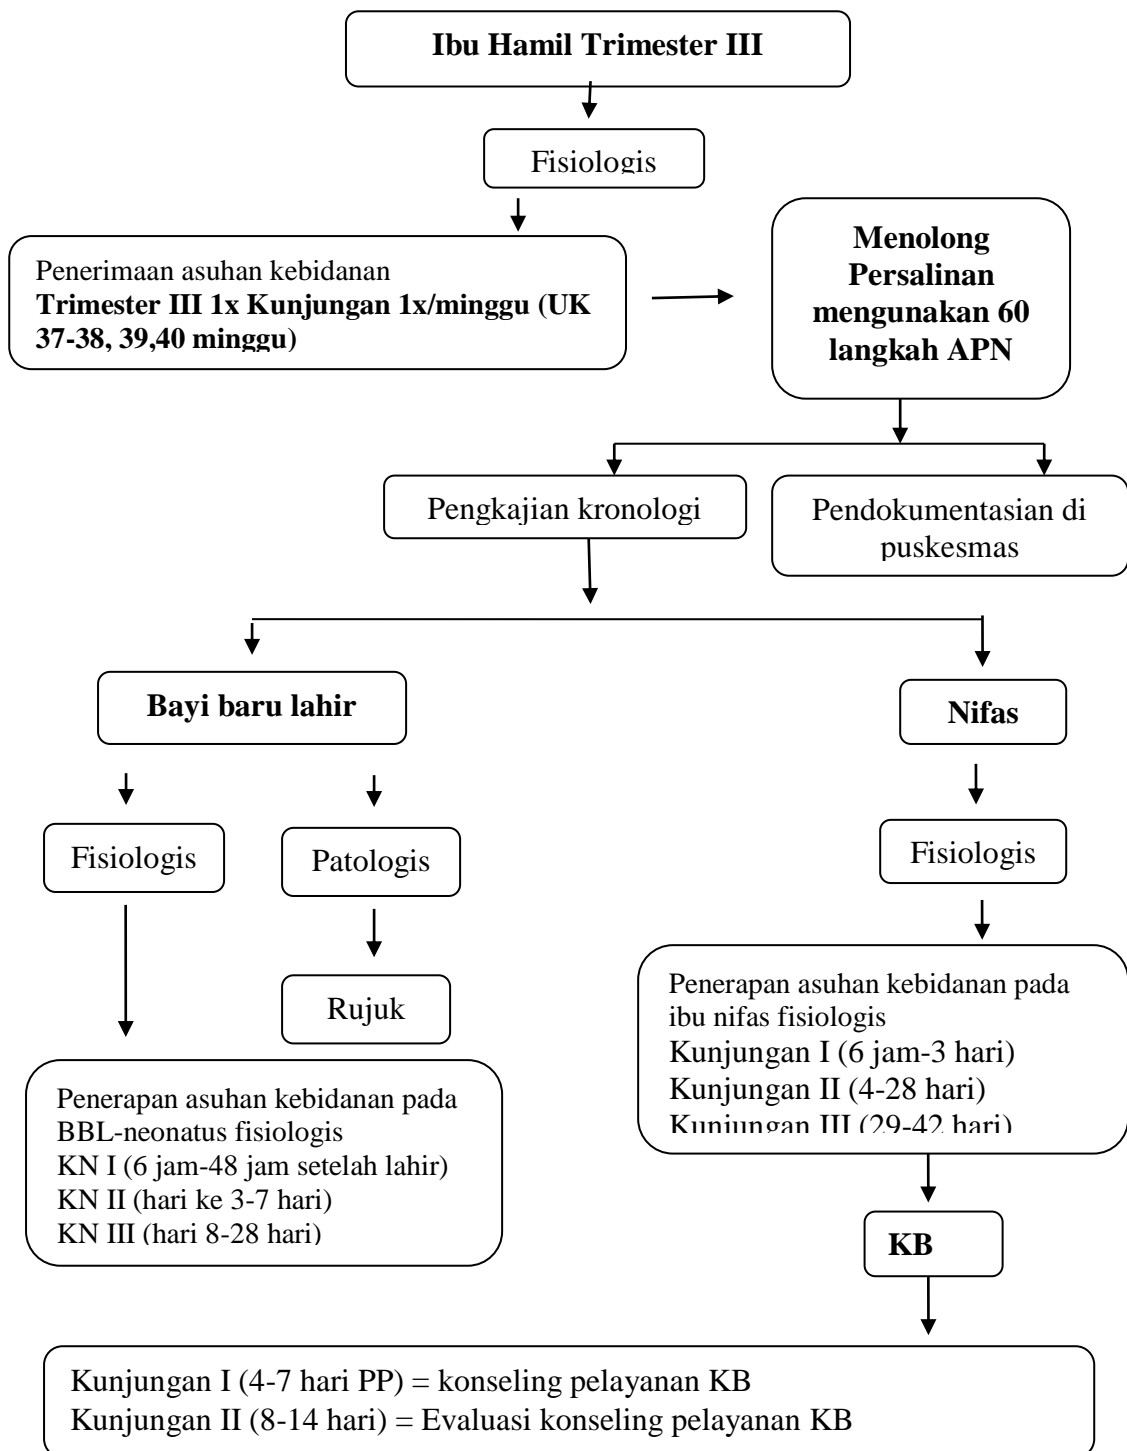 Ibu Hamil Trimester III
Fisiologis
Penerimaan asuhan kebidanan
Trimester III 1x Kunjungan 1x/minggu (UK
37-38, 39,40 minggu)
Menolong
Persalinan
mengunakan 60
langkah APN
Pengkajian kronologi
Pendokumentasian di
puskesmas
Bayi baru lahir
Nifas
Fisiologis
Patologis
Fisiologis
Rujuk
Penerapan asuhan kebidanan pada
ibu nifas fisiologis
Kunjungan I (6 jam-3 hari)
Kunjungan II (4-28 hari)
Kunjungan III (29-42 hari)
Penerapan asuhan kebidanan pada
BBL-neonatus fisiologis
KN I (6 jam-48 jam setelah lahir)
KN II (hari ke 3-7 hari)
KN III (hari 8-28 hari)
KB
Kunjungan I (4-7 hari PP) = konseling pelayanan KB
Kunjungan II (8-14 hari) = Evaluasi konseling pelayanan KB